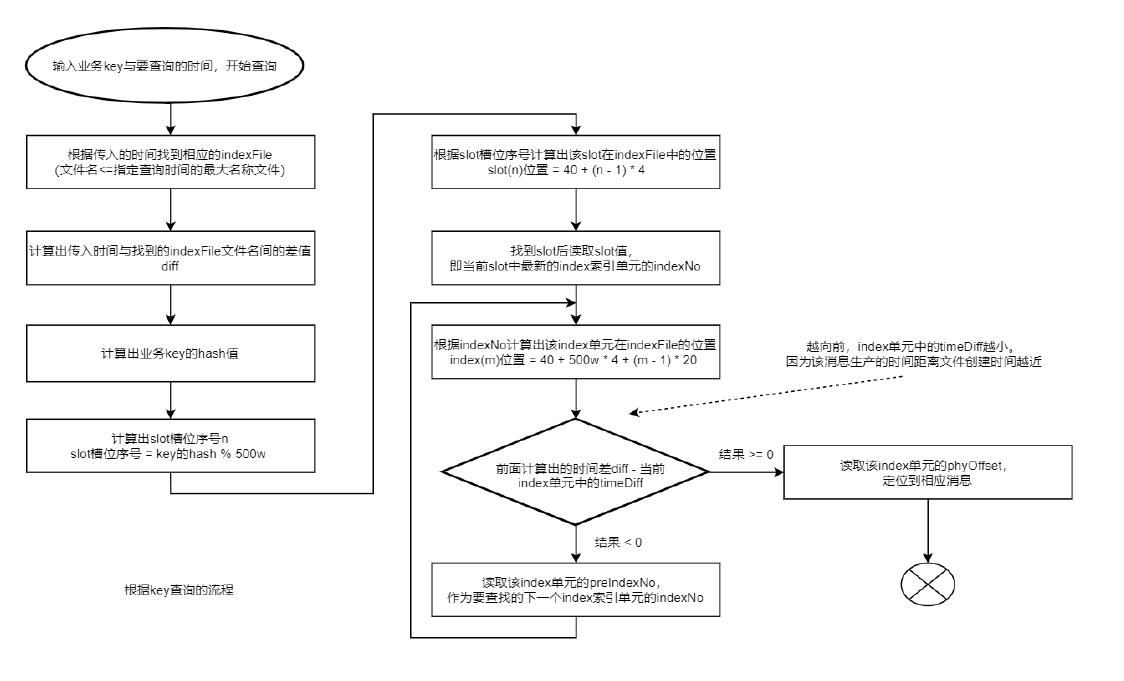 输入业务key与要查询的时间，开始查询
根据传入的时间找到相应的indexFile
(文件名<=指定查询时间的最大名称文件)
计算出传入时间与找到的indexFile文件名间的差值
diff
计算出业务key的hash值
计算出slot槽位序号n
slot槽位序号 = key的hash % 500w
根据slot槽位序号计算出该slot在indexFile中的位置
slot(n)位置 = 40 + (n - 1) * 4
找到slot后读取slot值，
即当前slot中最新的index索引单元的indexNo
根据indexNo计算出该index单元在indexFile的位置
index(m)位置 = 40 + 500w * 4 + (m - 1) * 20
越向前，index单元中的timeDiff越小。
因为该消息生产的时间距离文件创建时间越近
前面计算出的时间差diff - 当前
index单元中的timeDiff
结果 >= 0
读取该index单元的phyOffset，
定位到相应消息
结果 < 0
读取该index单元的preIndexNo，
作为要查找的下一个index索引单元的indexNo
根据key查询的流程